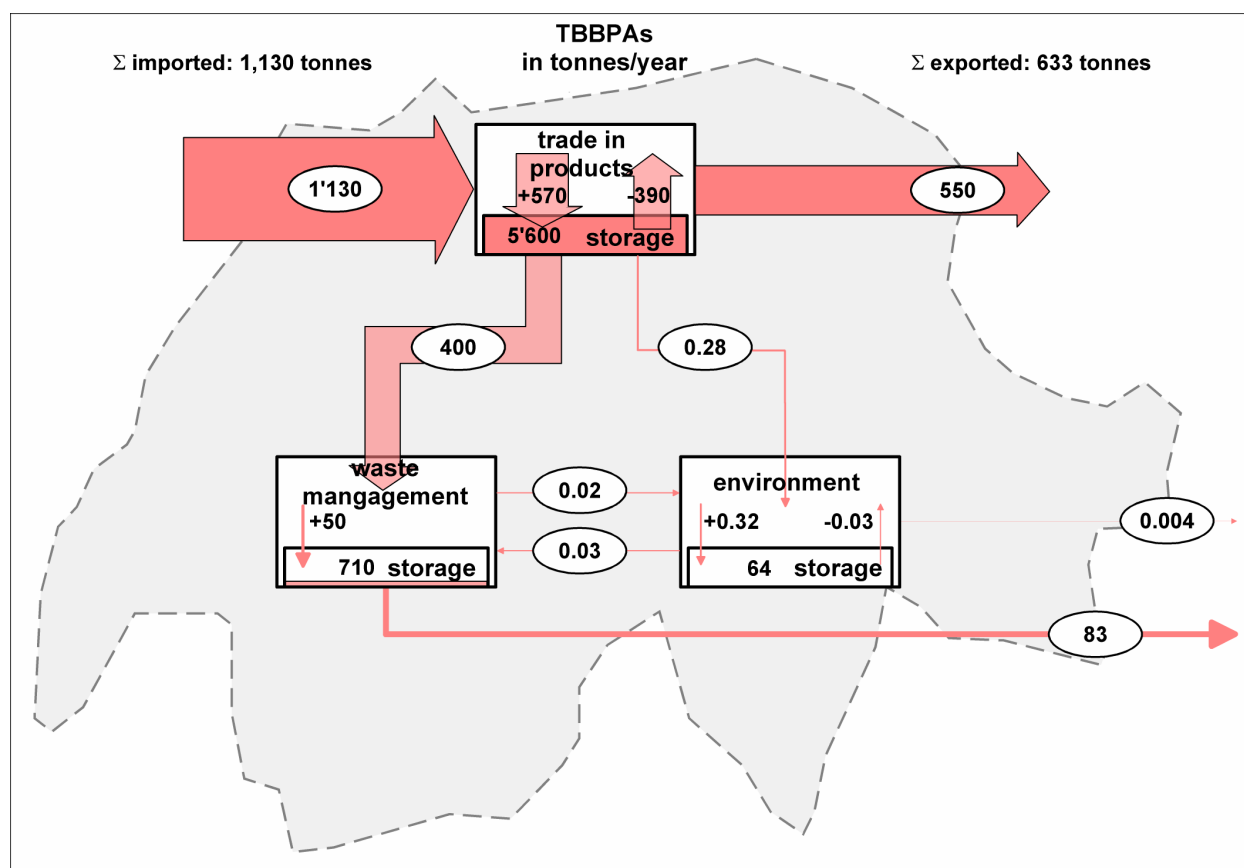 TBBPAs
in tonnes/year
Σ imported: 1,130 tonnes
Σ exported: 633 tonnes
trade in
products
1'130
+570
-390
550
5'600
storage
400
0.28
waste
mangagement
+50
710
storage
0.02
0.03
environment
+0.32
-0.03
64
storage
0.004
83